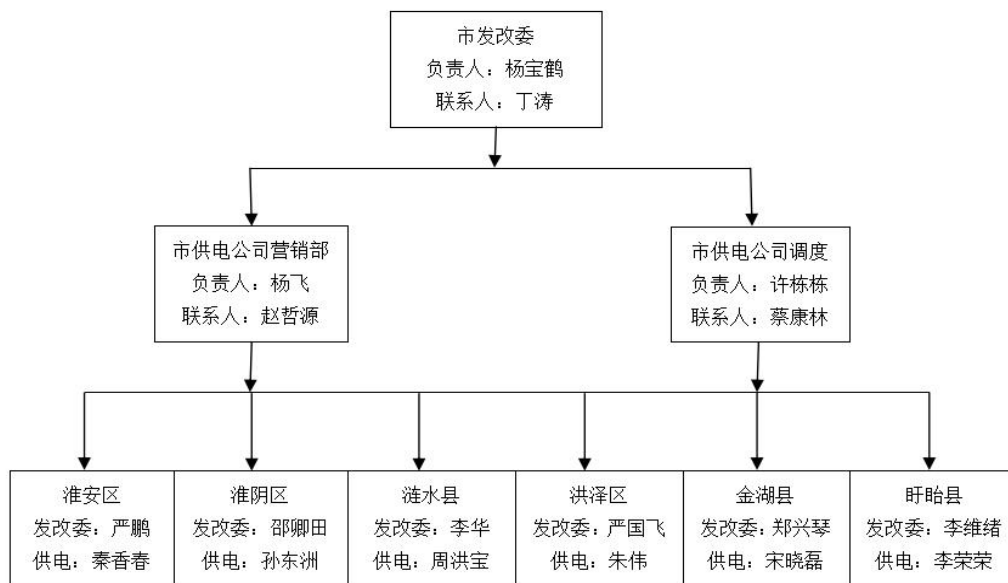 市发改委
负责人：杨宝鹤
联系人：丁涛
市供电公司营销部
负责人：杨飞
联系人：赵哲源
市供电公司调度
负责人：许栋栋
联系人：蔡康林
淮安区
发改委：严鹏
供电：秦香春
淮阴区
发改委：邵卿田
供电：孙东洲
涟水县
发改委：李华
供电：周洪宝
洪泽区
发改委：严国飞
供电：朱伟
金湖县
发改委：郑兴琴
供电：宋晓磊
盱眙县
发改委：李维绪
供电：李荣荣